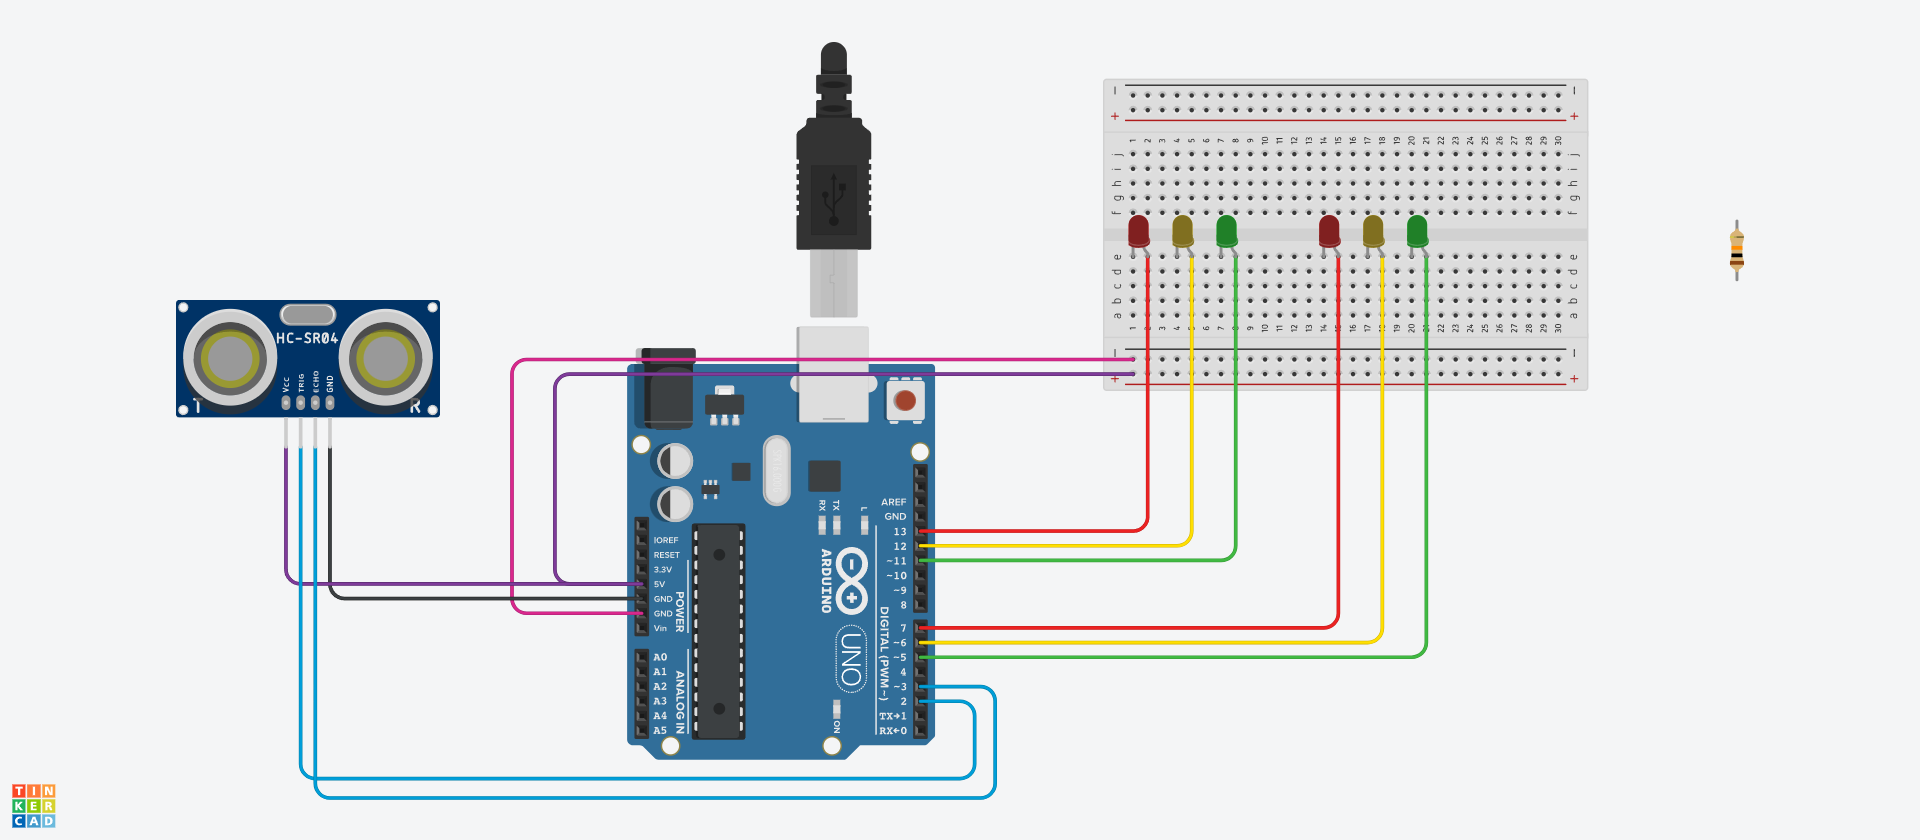 HC-SR04
VCC
TRIG
ECHO
GND
T
R
AREF
GND
13
12
~11
~10
~9
8
7
~6
~5
4
~3
2
TX→1
RX←0
DIGITAL (PWM~)
RX
TX
L
ARDUINO
UNO
ON
IOREF
RESET
3.3V
5V
GND
GND
Vin
POWER
A0
A1
A2
A3
A4
A5
ANALOG IN
− −
+ +
1 2 3 4 5 6 7 8 9 10 11 12 13 14 15 16 17 18 19 20 21 22 23 24 25 26 27 28 29 30
j j
i i
h h
g g
f f
e e
d d
c c
b b
a a
1 2 3 4 5 6 7 8 9 10 11 12 13 14 15 16 17 18 19 20 21 22 23 24 25 26 27 28 29 30
− −
+ +
TIN
KER
CAD